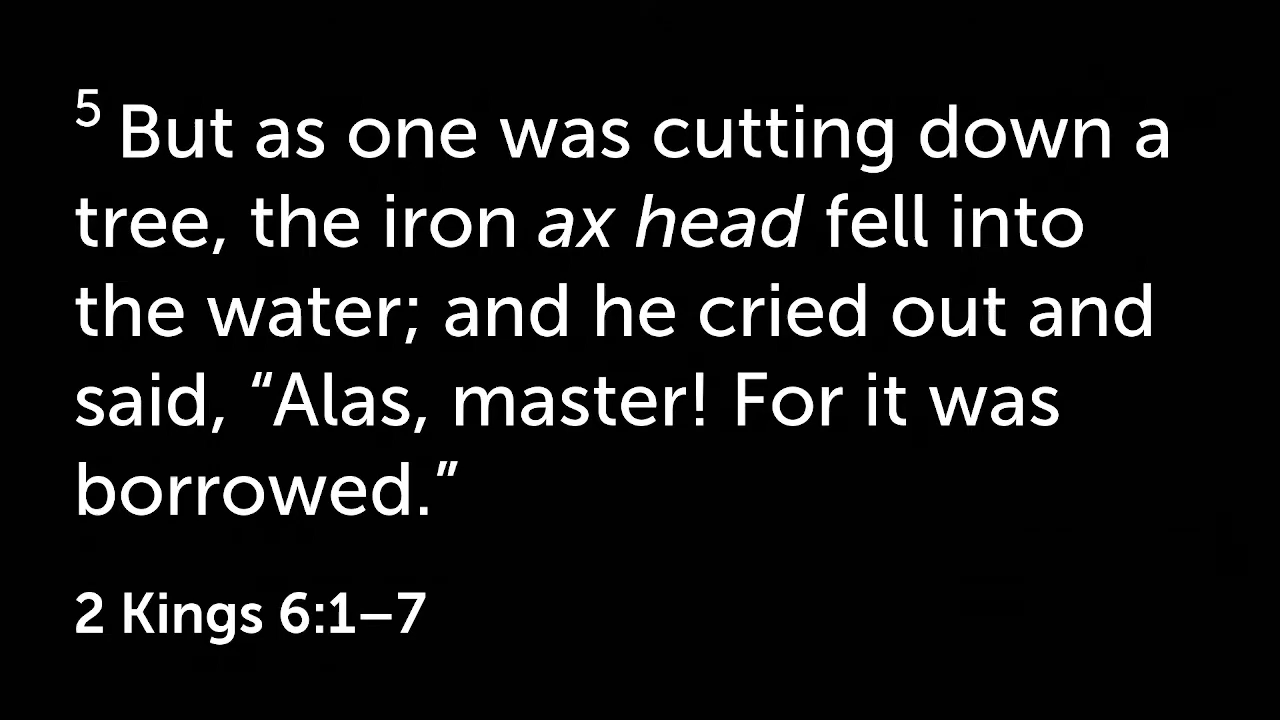 5 But as one was cutting down a
tree, the iron ax head fell into
the water; and he cried out and
said, “Alas, master! For it was
borrowed.”
2 Kings 6:1–7